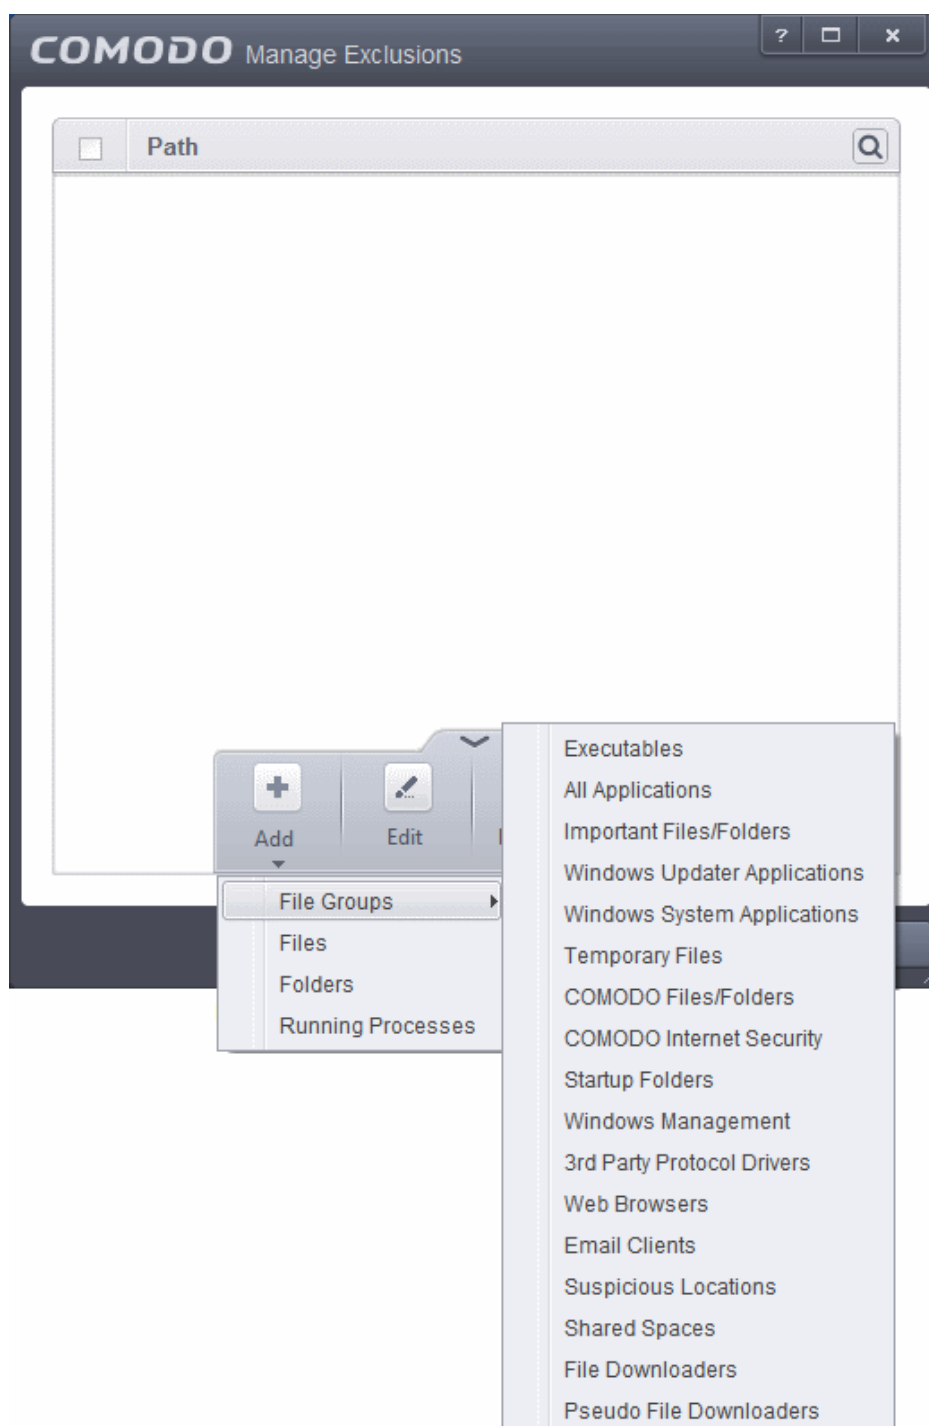 COMODO Manage Exclusions
?
Path
Add
Edit
File Groups
Files
Folders
Running Processes
Executables
All Applications
Important Files/Folders
Windows Updater Applications
Windows System Applications
Temporary Files
COMODO Files/Folders
COMODO Internet Security
Startup Folders
Windows Management
3rd Party Protocol Drivers
Web Browsers
Email Clients
Suspicious Locations
Shared Spaces
File Downloaders
Pseudo File Downloaders